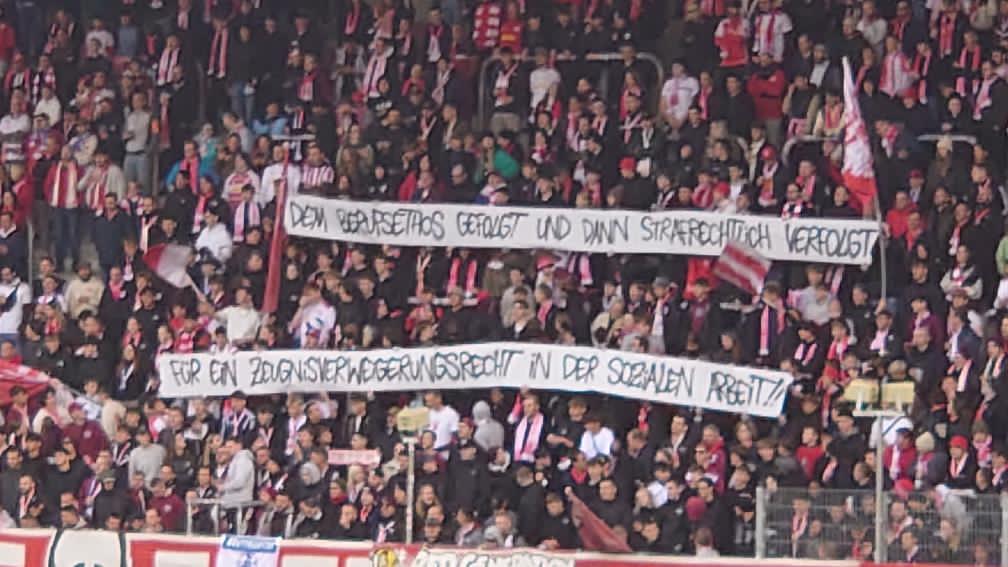 DEM BERUFSETHOS GEFOLGT UND DANN STRAFRECHTLICH VERFOLGT
FÜR EIN ZEUGNISVERWEIGERUNGSRECHT IN DER SOZIALEN ARBEIT!!